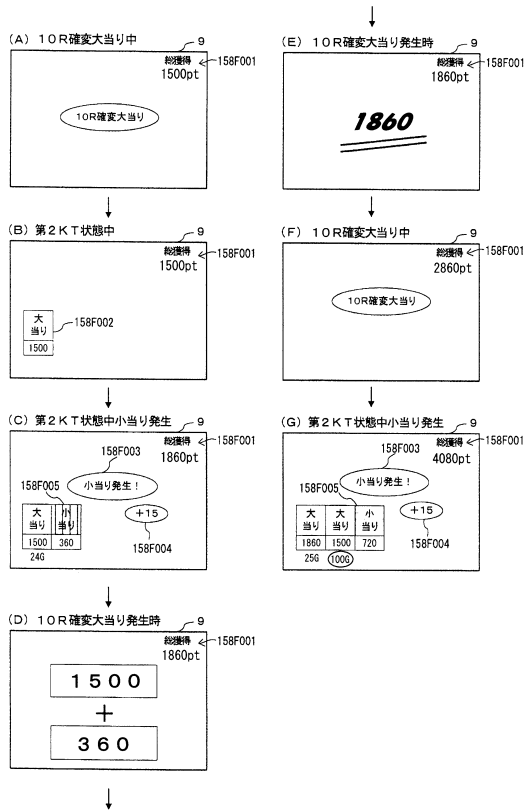 (A) 10R確変大当り中
9
総獲得
1500pt
158F001
10R確変大当り
(B) 第2KT状態中
9
総獲得
1500pt
158F001
大
当り
1500
158F002
(C) 第2KT状態中小当り発生
9
総獲得
1860pt
158F001
158F003
小当り発生!
158F005
大
当り
1500
24G
小
当り
360
+15
158F004
(D) 10R確変大当り発生時
9
総獲得
1860pt
158F001
1500
+
360
(E) 10R確変大当り発生時
9
総獲得
1860pt
158F001
1860
(F) 10R確変大当り中
9
総獲得
2860pt
158F001
10R確変大当り
(G) 第2KT状態中小当り発生
9
総獲得
4080pt
158F001
158F003
小当り発生!
158F005
大
当り
1860
25G
大
当り
1500
100G
小
当り
720
+15
158F004